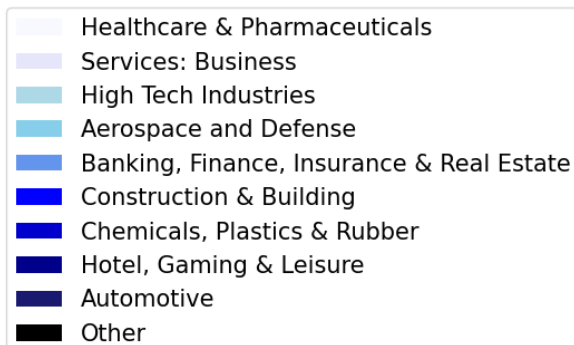 Healthcare & Pharmaceuticals
Services: Business
High Tech Industries
Aerospace and Defense
Banking, Finance, Insurance & Real Estate
Construction & Building
Chemicals, Plastics & Rubber
Hotel, Gaming & Leisure
Automotive
Other